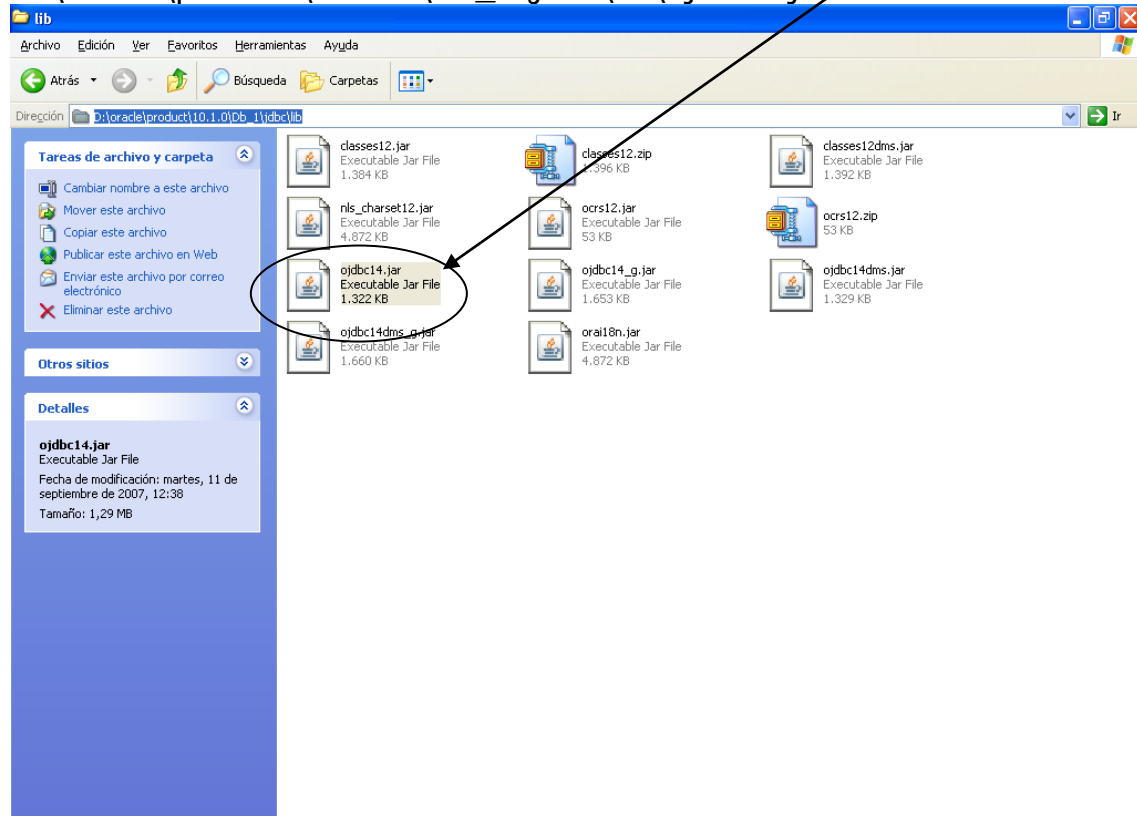 lib
Archivo Edición Ver Favoritos Herramientas Ayuda
Atrás Búsqueda Carpetas
Dirección D:\oracle\product\10.1.0\Db_1\jdbc\lib Ir
Tareas de archivo y carpeta
Cambiar nombre a este archivo
Mover este archivo
Copiar este archivo
Publicar este archivo en Web
Enviar este archivo por correo
electrónico
Eliminar este archivo
Otros sitios
Detalles
ojdbc14.jar
Executable Jar File
Fecha de modificación: martes, 11 de
septiembre de 2007, 12:38
Tamaño: 1,29 MB
classes12.jar
Executable Jar File
1.384 KB
classes12.zip
1.396 KB
classes12dms.jar
Executable Jar File
1.392 KB
nls_charset12.jar
Executable Jar File
4.872 KB
ocrs12.jar
Executable Jar File
53 KB
ocrs12.zip
53 KB
ojdbc14.jar
Executable Jar File
1.322 KB
ojdbc14_g.jar
Executable Jar File
1.653 KB
ojdbc14dms.jar
Executable Jar File
1.329 KB
ojdbc14dms_g.jar
Executable Jar File
1.660 KB
orai18n.jar
Executable Jar File
4.872 KB